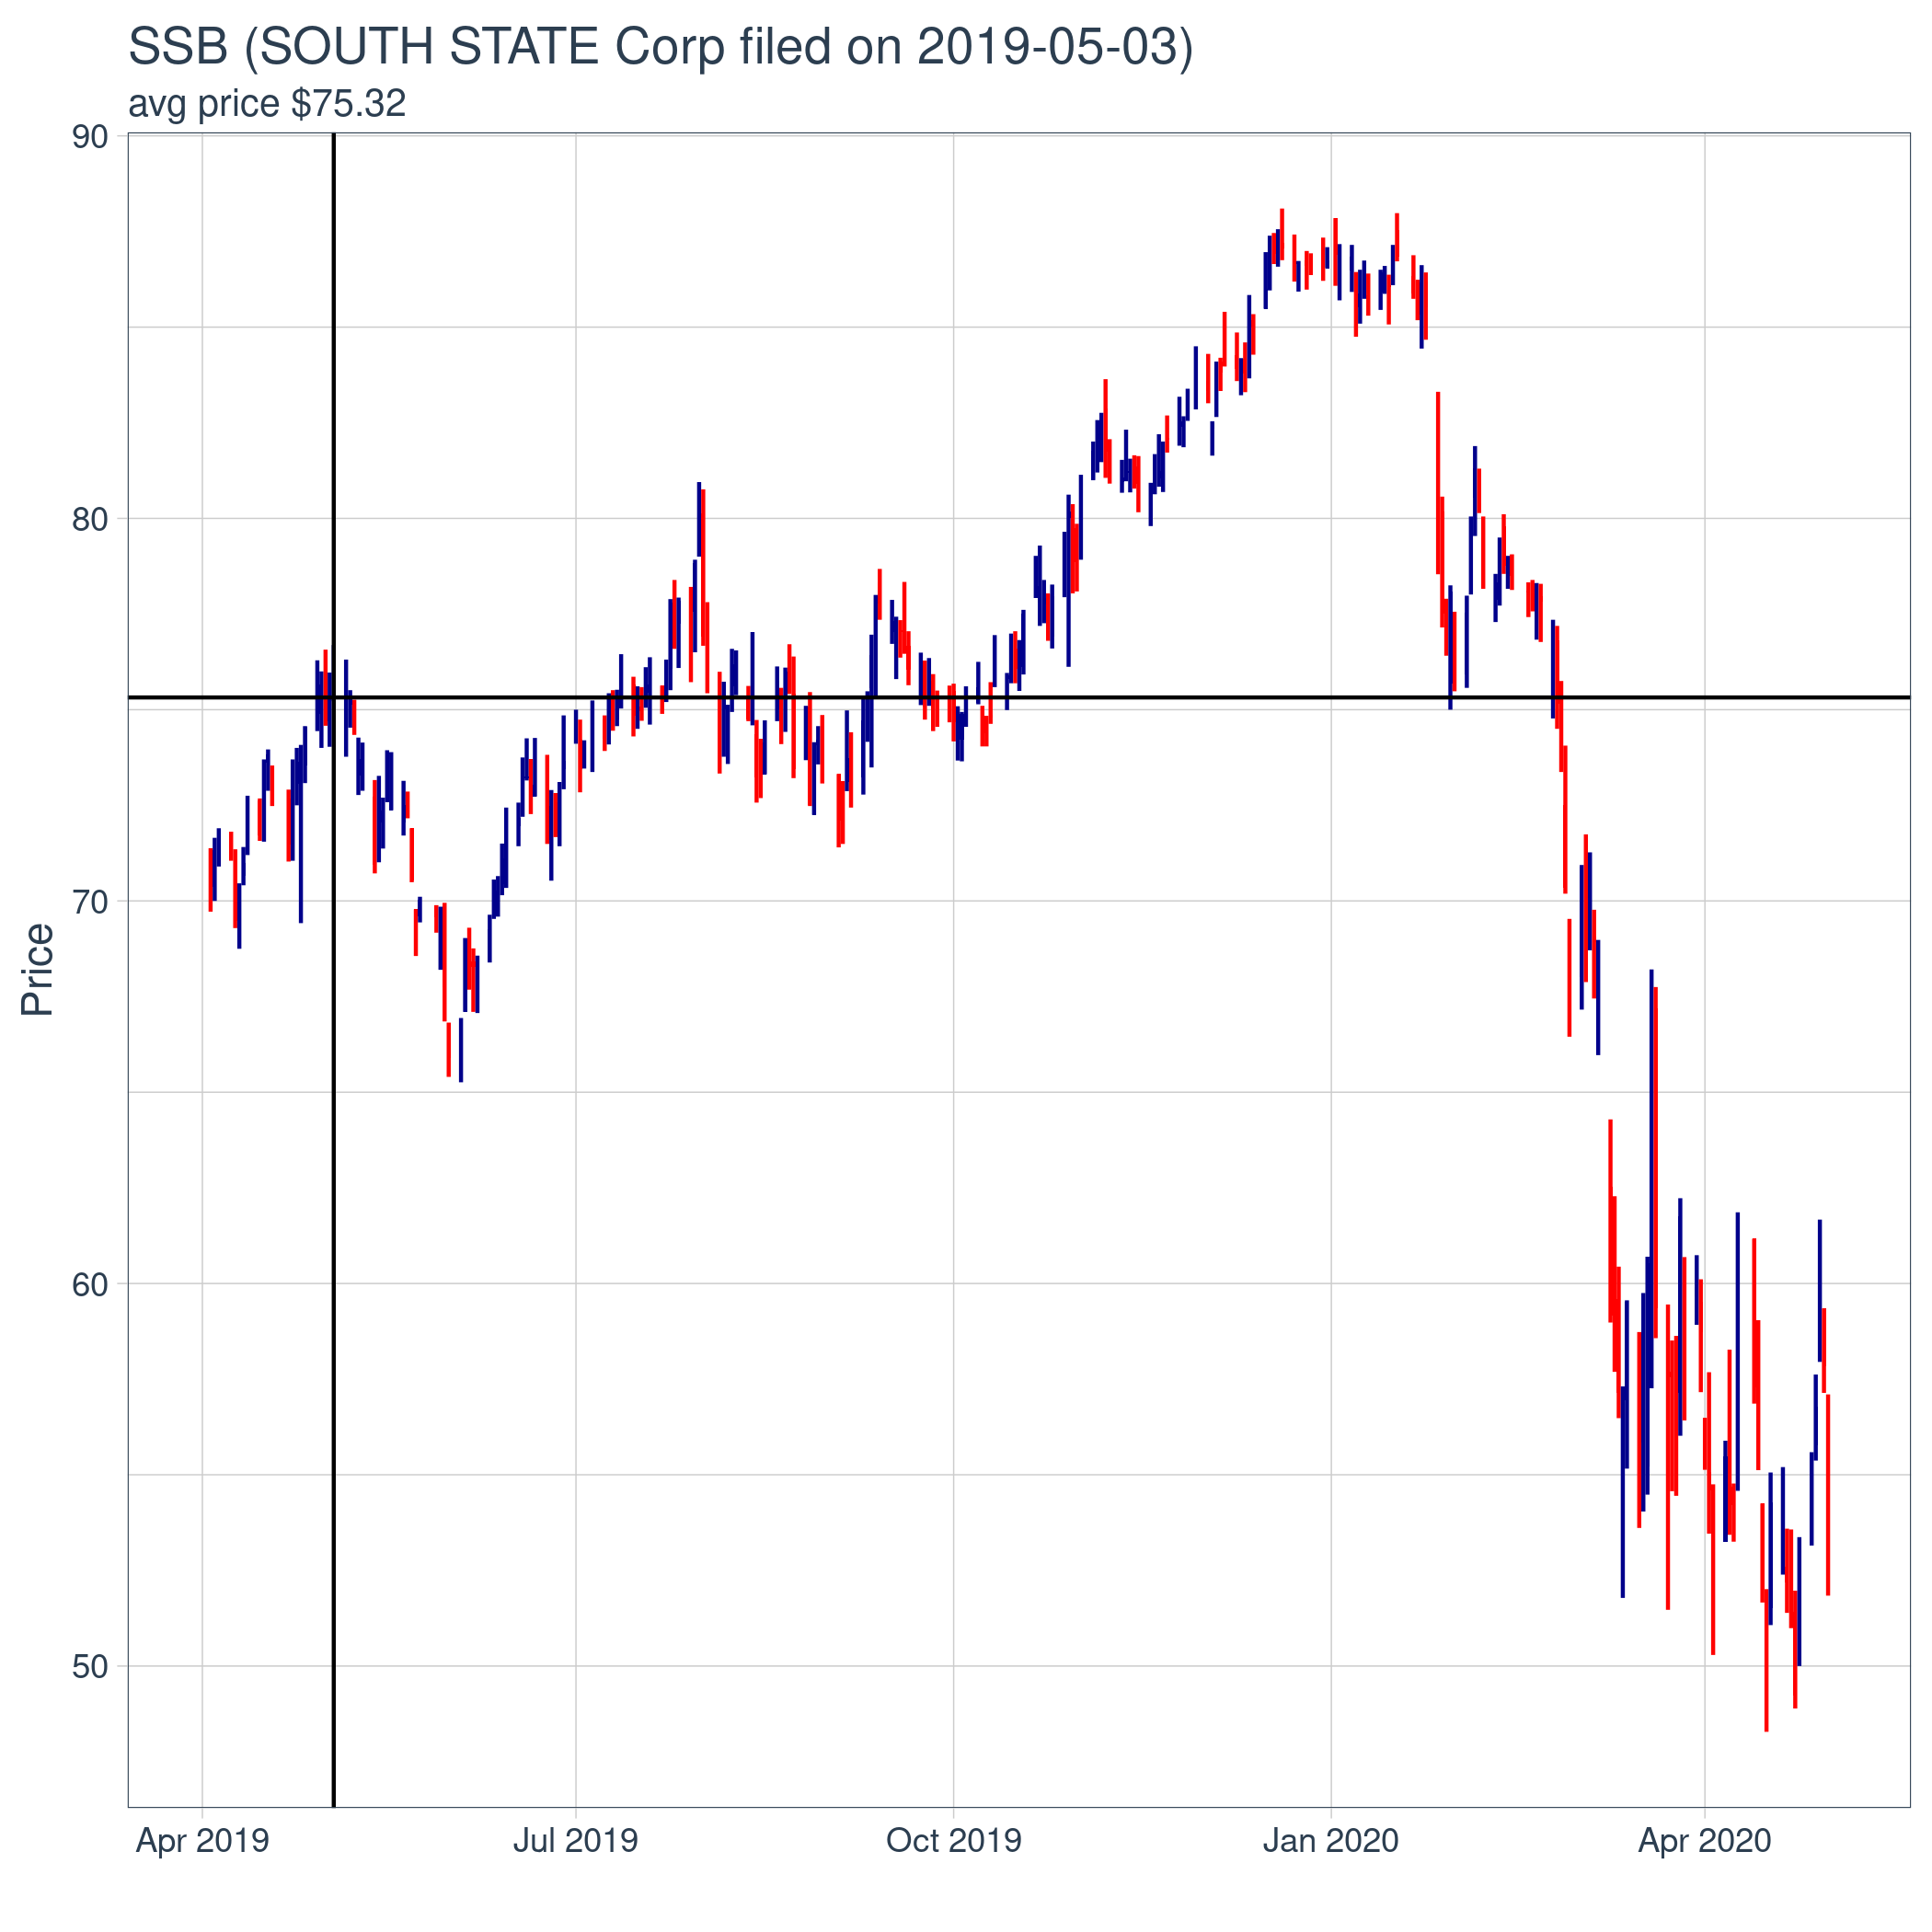 SSB (SOUTH STATE Corp filed on 2019-05-03)
avg price $75.32
90
80
70
60
50
Price
Apr 2019
Jul 2019
Oct 2019
Jan 2020
Apr 2020